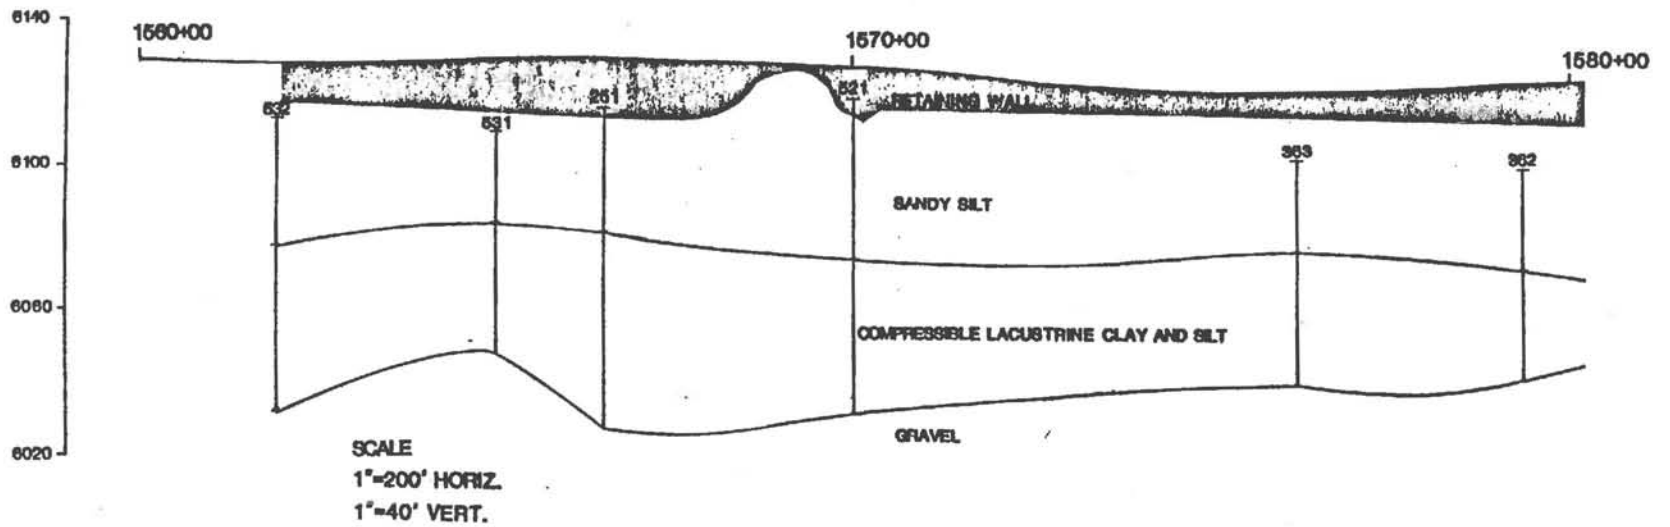 6140
1560+00
1570+00
1580+00
532
531
251
521
RETAINING WALL
6100
363
362
SANDY SILT
6060
COMPRESSIBLE LACUSTRINE CLAY AND SILT
GRAVEL
6020
SCALE
1"=200' HORIZ.
1"=40' VERT.